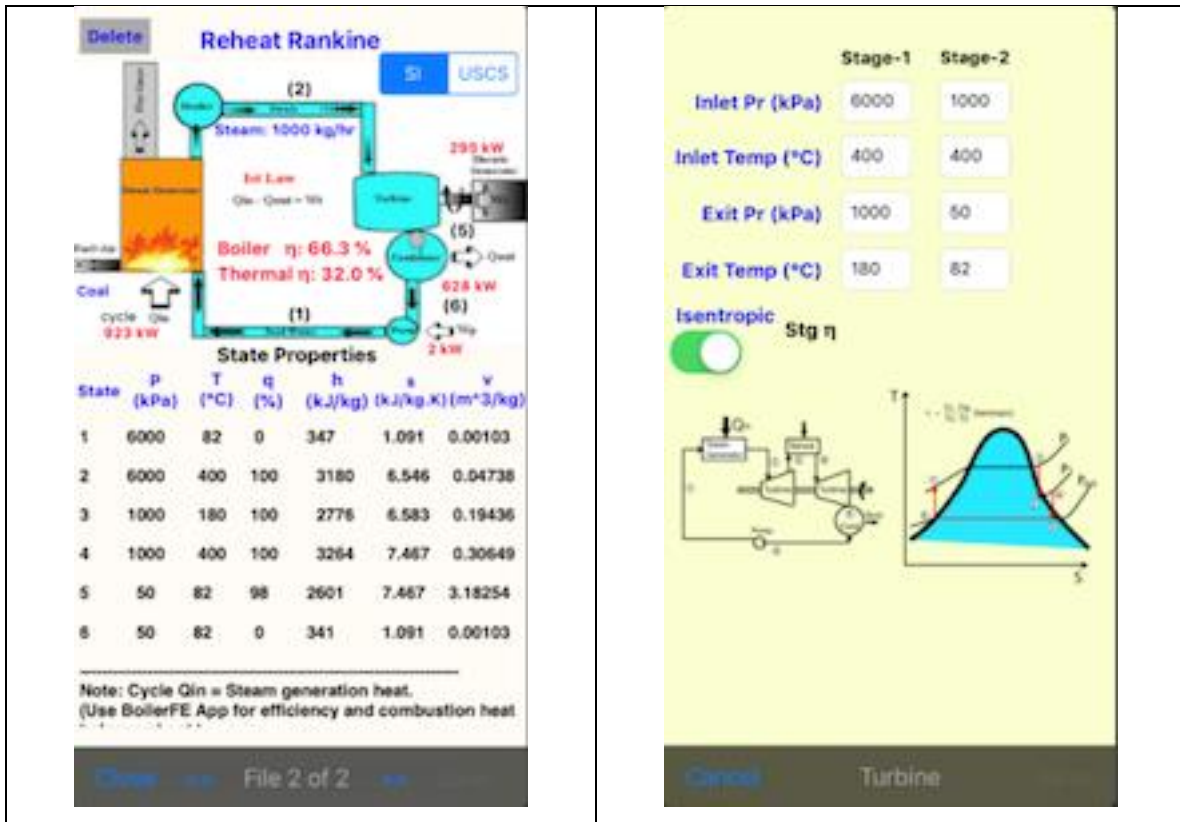 Delete
Reheat Rankine
SI USCS
(2)
Steam: 1000 kg/hr
295 kW
1st Law
Turbine
(5)
Boiler η: 66.3 %
Thermal η: 32.0 %
Qout
628 kW
Coal
cycle Qin
923 kW
(1)
(6)
2 kW
State Properties
State P (kPa) T (°C) q (%) h (kJ/kg) s (kJ/kg.K) v (m^3/kg)
1 6000 82 0 347 1.091 0.00103
2 6000 400 100 3180 6.546 0.04738
3 1000 180 100 2776 6.583 0.19436
4 1000 400 100 3264 7.467 0.30649
5 50 82 98 2601 7.467 3.18254
6 50 82 0 341 1.091 0.00103
Note: Cycle Qin = Steam generation heat.
(Use BoilerFE App for efficiency and combustion heat
Close File 2 of 2
Stage-1 Stage-2
Inlet Pr (kPa) 6000 1000
Inlet Temp (°C) 400 400
Exit Pr (kPa) 1000 50
Exit Temp (°C) 180 82
Isentropic
Stg η
T
S
Cancel Turbine